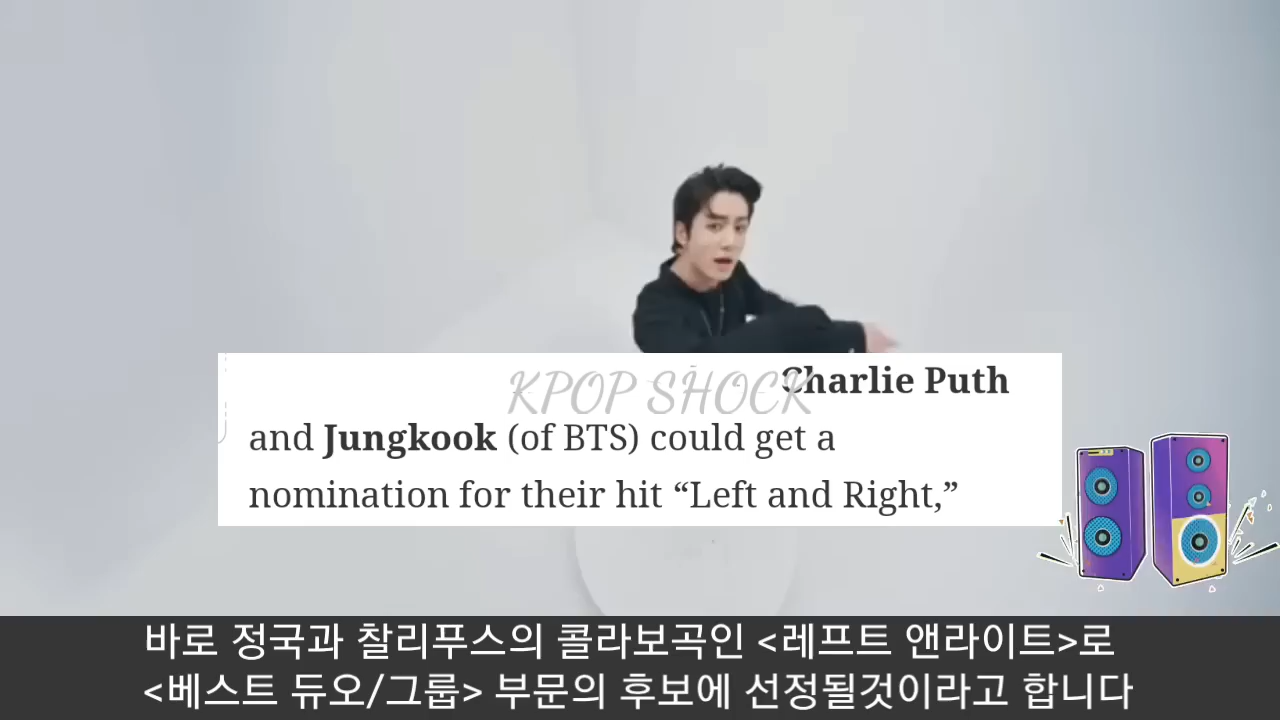 Charlie Puth
KPOP SHOCK
and Jungkook (of BTS) could get a
nomination for their hit “Left and Right,”
바로 정국과 찰리푸스의 콜라보곡인 <레프트 앤라이트>로
<베스트 듀오/그룹> 부문의 후보에 선정될것이라고 합니다